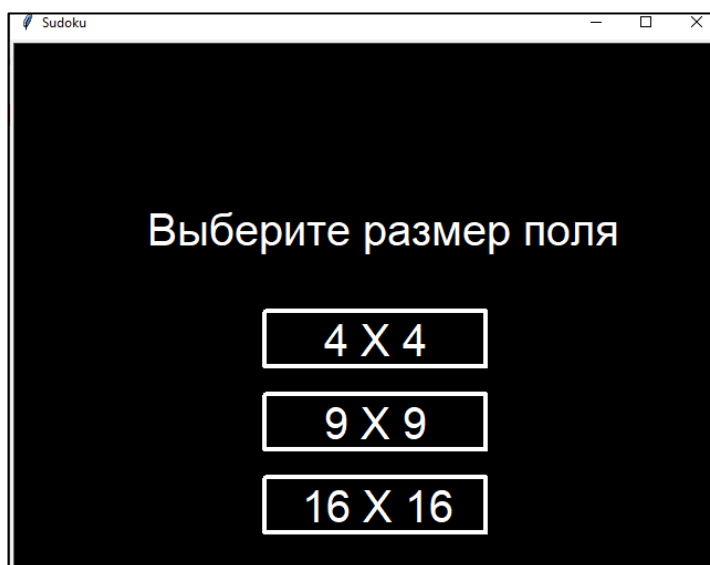 Sudoku
Выберите размер поля
4 X 4
9 X 9
16 X 16